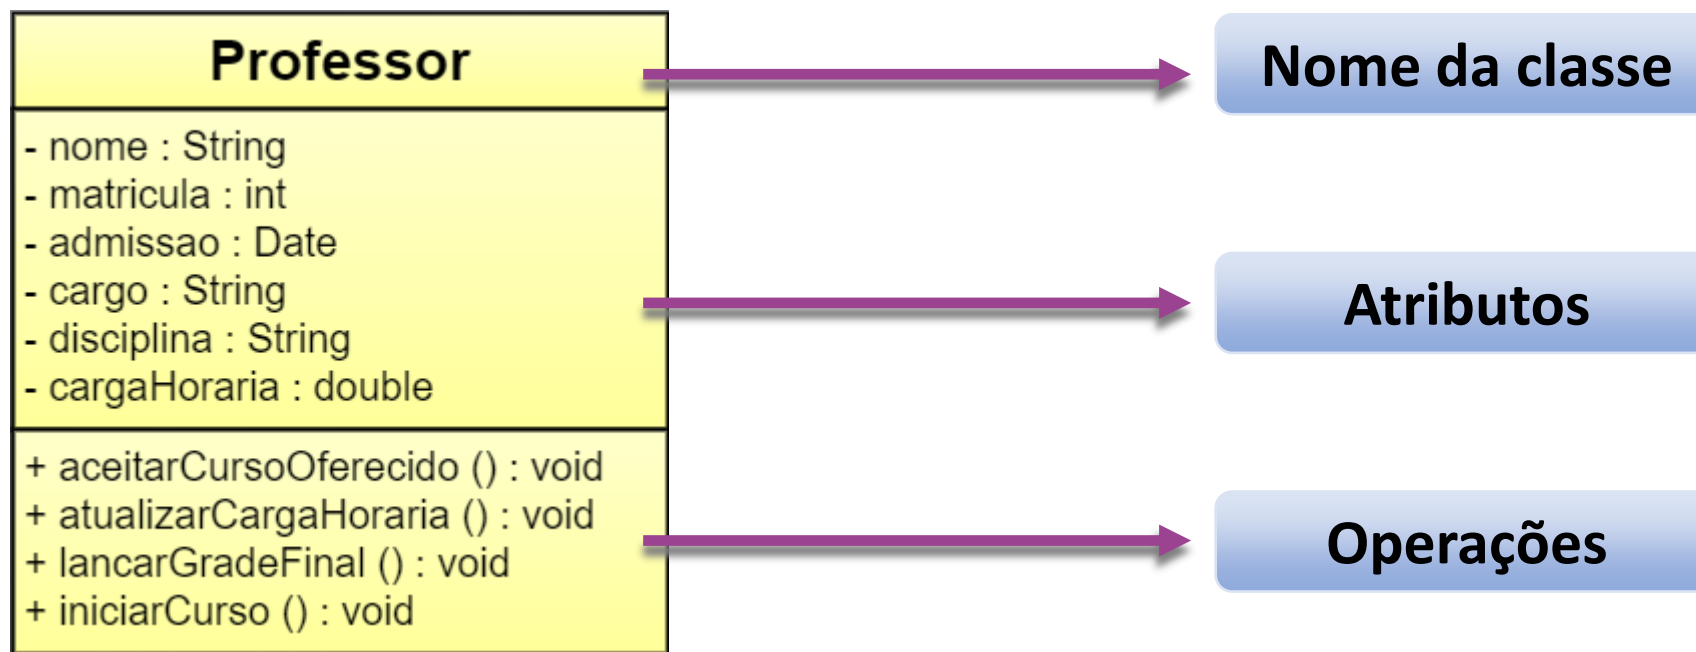 Professor
Nome da classe
- nome : String
- matricula : int
- admissao : Date
- cargo : String
- disciplina : String
- cargaHoraria : double
Atributos
+ aceitarCursoOferecido () : void
+ atualizarCargaHoraria () : void
+ lancarGradeFinal () : void
+ iniciarCurso () : void
Operações